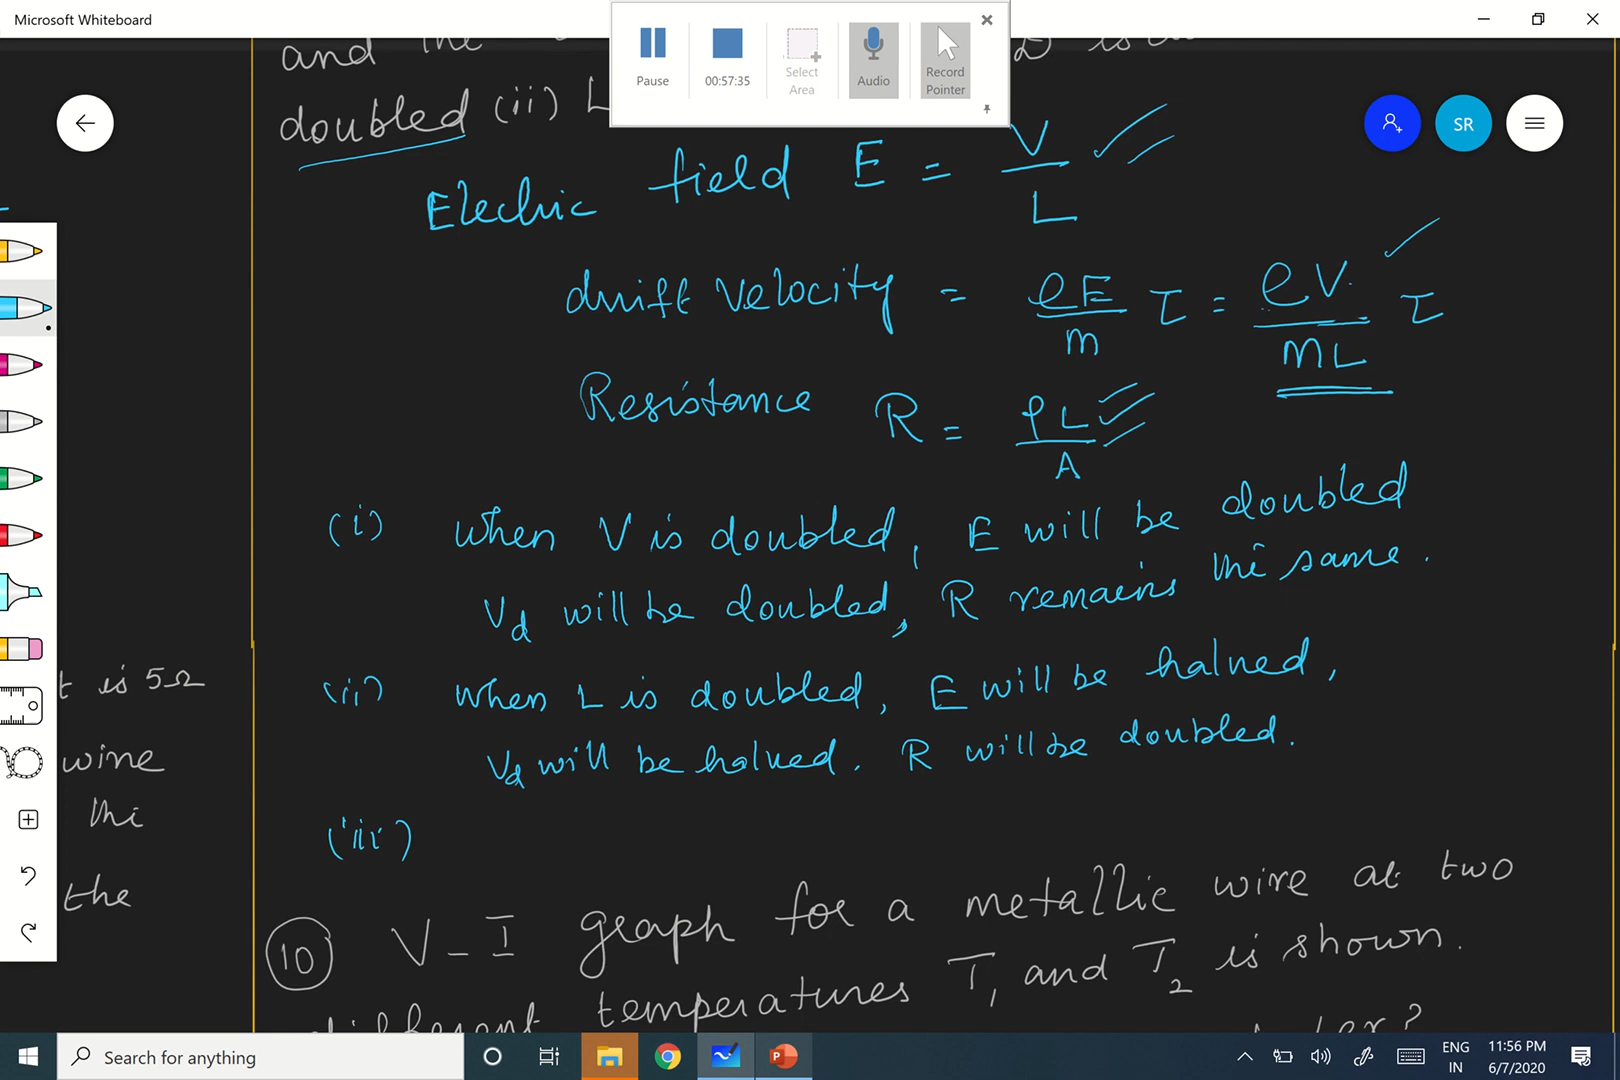 Microsoft Whiteboard
Pause
00:57:35
Select Area
Audio
Record Pointer
SR
and the
D is
doubled (ii) L
Electric field E = V / L
drift velocity = eE / m τ = eV / mL τ
Resistance R = ρL / A
(i) When V is doubled, E will be doubled
Vd will be doubled, R remains the same.
(ii) When L is doubled, E will be halved,
Vd will be halved. R will be doubled.
(iii)
t is 5Ω
wire
the
the
10 V - I graph for a metallic wire at two
different temperatures T1 and T2 is shown.
Search for anything
ENG
IN
11:56 PM
6/7/2020